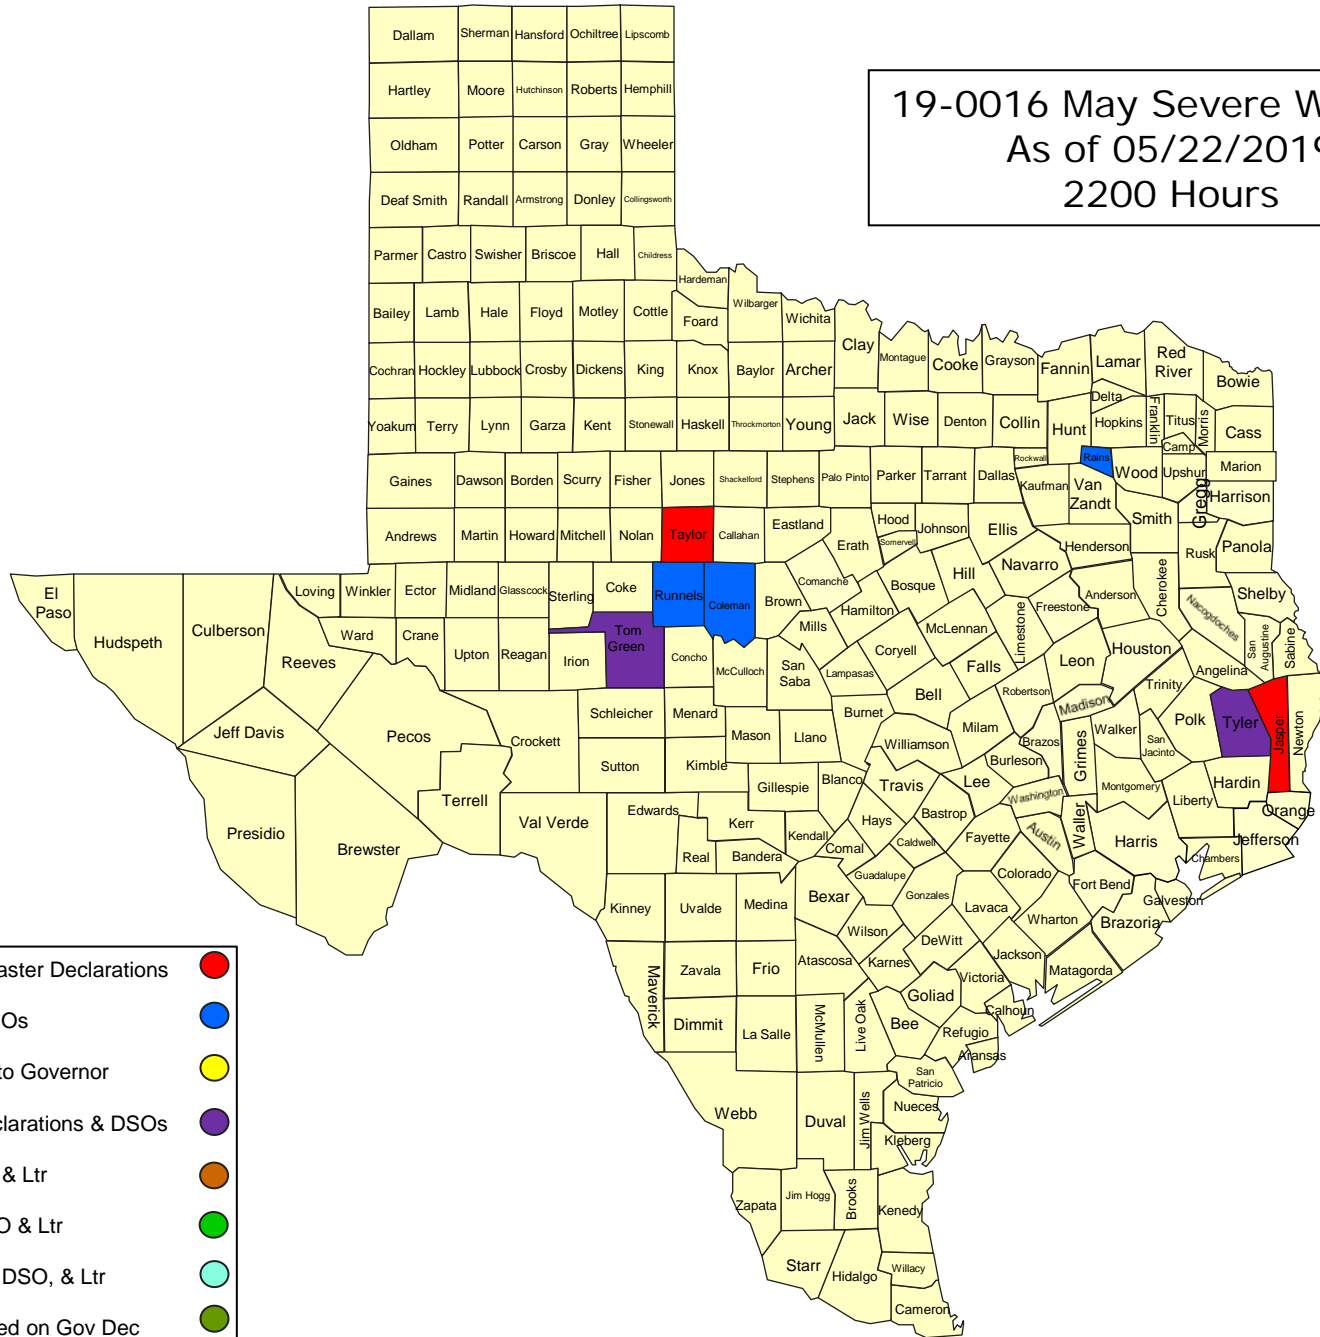 Dallam Sherman Hansford Ochiltree Lipscomb
Hartley Moore Hutchinson Roberts Hemphill
19-0016 May Severe W
As of 05/22/2019
2200 Hours
Oldham Potter Carson Gray Wheeler
Deaf Smith Randall Armstrong Donley Collingsworth
Parmer Castro Swisher Briscoe Hall Childress
Hardeman
Bailey Lamb Hale Floyd Motley Cottle Foard Wilbarger Wichita
Clay Montague Cooke Grayson Fannin Lamar Red
River Bowie
Cochran Hockley Lubbock Crosby Dickens King Knox Baylor Archer
Delta
Yoakum Terry Lynn Garza Kent Stonewall Haskell Throckmorton Young Jack Wise Denton Collin Hunt Hopkins Franklin Titus Morris Cass
Camp
Rockwall Rains Wood Upshur Marion
Gaines Dawson Borden Scurry Fisher Jones Shackelford Stephens Palo Pinto Parker Tarrant Dallas Kaufman Van
Zandt Gregg Harrison
Andrews Martin Howard Mitchell Nolan Taylor Callahan Eastland Erath Hood Somervell Johnson Ellis Henderson Smith Rusk Panola
El
Paso Hudspeth Culberson Loving Winkler Ector Midland Glasscock Sterling Coke Runnels Coleman Brown Comanche Hamilton Bosque Hill Navarro Freestone Anderson Cherokee Nacogdoches Shelby
Reeves Ward Crane Upton Reagan Irion Tom
Green Concho McCulloch Mills San
Saba Lampasas Coryell McLennan Limestone Falls Leon Houston Angelina San
Augustine Sabine
Jeff Davis Pecos Crockett Schleicher Menard Mason Llano Burnet Bell Milam Robertson Madison Trinity Walker Polk Tyler Jasper Newton
Sutton Kimble Gillespie Blanco Williamson Travis Lee Burleson Brazos Grimes San
Jacinto Montgomery Liberty Hardin Orange
Presidio Brewster Terrell Val Verde Edwards Real Kerr Bandera Kendall Comal Hays Caldwell Bastrop Fayette Washington Austin Waller Harris Chambers Jefferson
Kinney Uvalde Medina Bexar Guadalupe Gonzales Lavaca Colorado Fort Bend Galveston
Wilson DeWitt Wharton Brazoria
Maverick Zavala Frio Atascosa Karnes Victoria Jackson Matagorda
Dimmit La Salle McMullen Live Oak Bee Goliad Refugio Calhoun
Aransas
San
Patricio
Webb Duval Jim Wells Nueces
Kleberg
Zapata Jim Hogg Brooks Kenedy
Starr Hidalgo Willacy
Cameron
aster Declarations
Os
to Governor
clarations & DSOs
& Ltr
O & Ltr
DSO, & Ltr
ed on Gov Dec